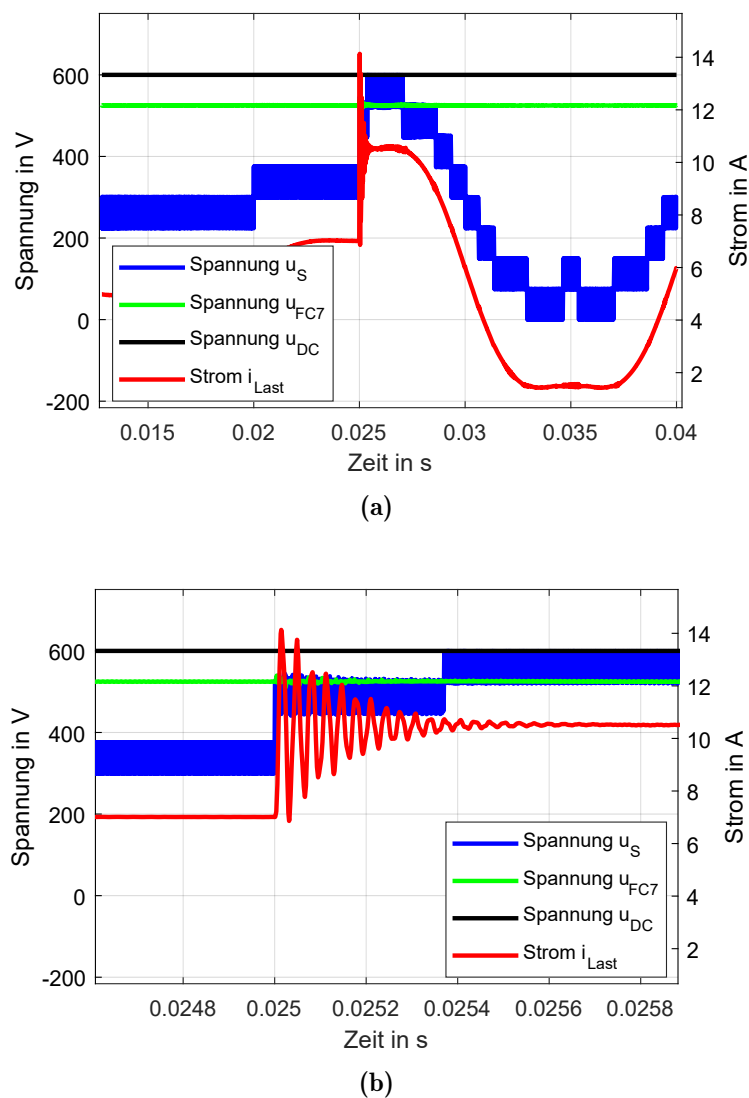 600
400
200
0
-200
Spannung in V
14
12
10
8
6
4
2
Strom in A
Spannung u_S
Spannung u_FC7
Spannung u_DC
Strom i_Last
0.015 0.02 0.025 0.03 0.035 0.04
Zeit in s
(a)
600
400
200
0
-200
Spannung in V
14
12
10
8
6
4
2
Strom in A
Spannung u_S
Spannung u_FC7
Spannung u_DC
Strom i_Last
0.0248 0.025 0.0252 0.0254 0.0256 0.0258
Zeit in s
(b)